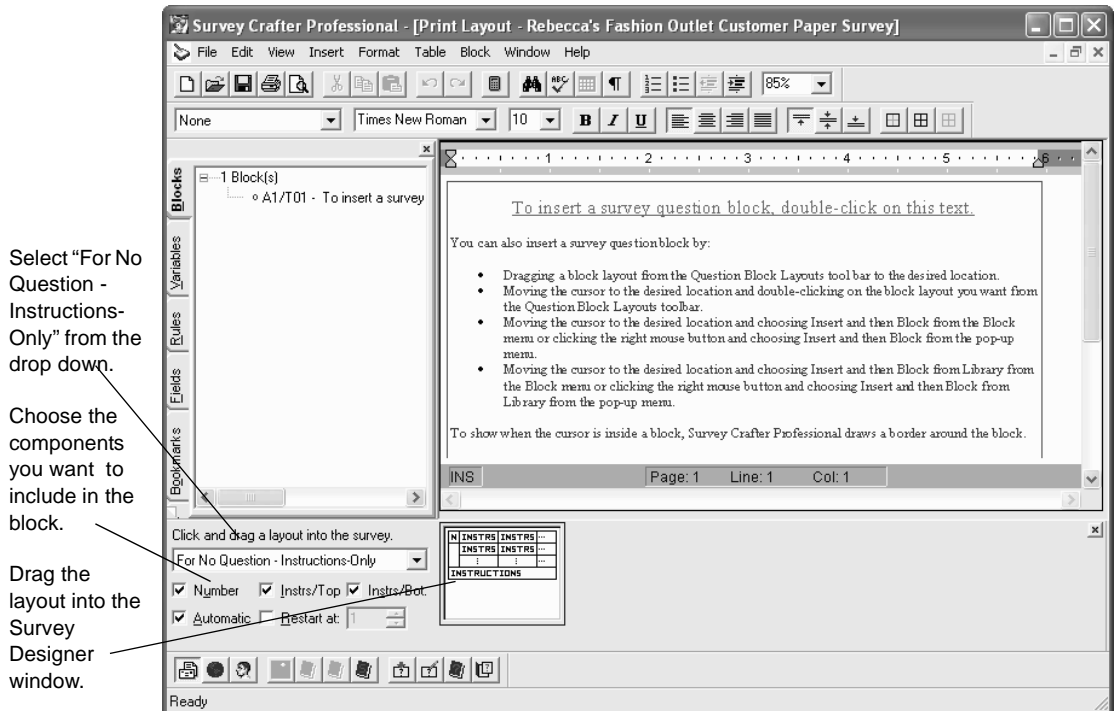 Survey Crafter Professional - [Print Layout - Rebecca's Fashion Outlet Customer Paper Survey]
File Edit View Insert Format Table Block Window Help
85%
None Times New Roman 10 B I U
Blocks
Variables
Rules
Fields
Bookmarks
1 Block(s)
A1/T01 - To insert a survey
1 2 3 4 5 6
To insert a survey question block, double-click on this text.
You can also insert a survey question block by:
• Dragging a block layout from the Question Block Layouts tool bar to the desired location.
• Moving the cursor to the desired location and double-clicking on the block layout you want from
the Question Block Layouts toolbar.
• Moving the cursor to the desired location and choosing Insert and then Block from the Block
menu or clicking the right mouse button and choosing Insert and then Block from the pop-up
menu.
• Moving the cursor to the desired location and choosing Insert and then Block from Library from
the Block menu or clicking the right mouse button and choosing Insert and then Block from
Library from the pop-up menu.
To show when the cursor is inside a block, Survey Crafter Professional draws a border around the block.
INS Page: 1 Line: 1 Col: 1
Click and drag a layout into the survey.
For No Question - Instructions-Only
Number Instrs/Top Instrs/Bot.
Automatic Restart at: 1
N INSTRS INSTRS ...
INSTRS INSTRS ...
INSTRUCTIONS
Ready
Select “For No
Question -
Instructions-
Only” from the
drop down.
Choose the
components
you want to
include in the
block.
Drag the
layout into the
Survey
Designer
window.